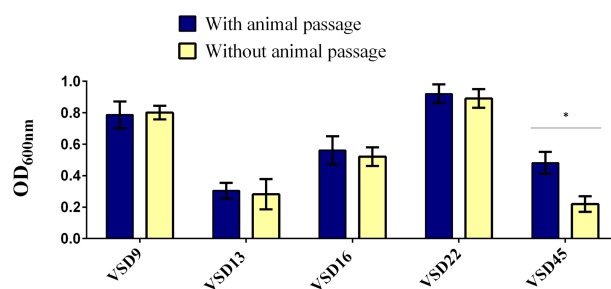 With animal passage
Without animal passage
OD600nm
1.0
0.8
0.6
0.4
0.2
0.0
*
VSD9
VSD13
VSD16
VSD22
VSD45